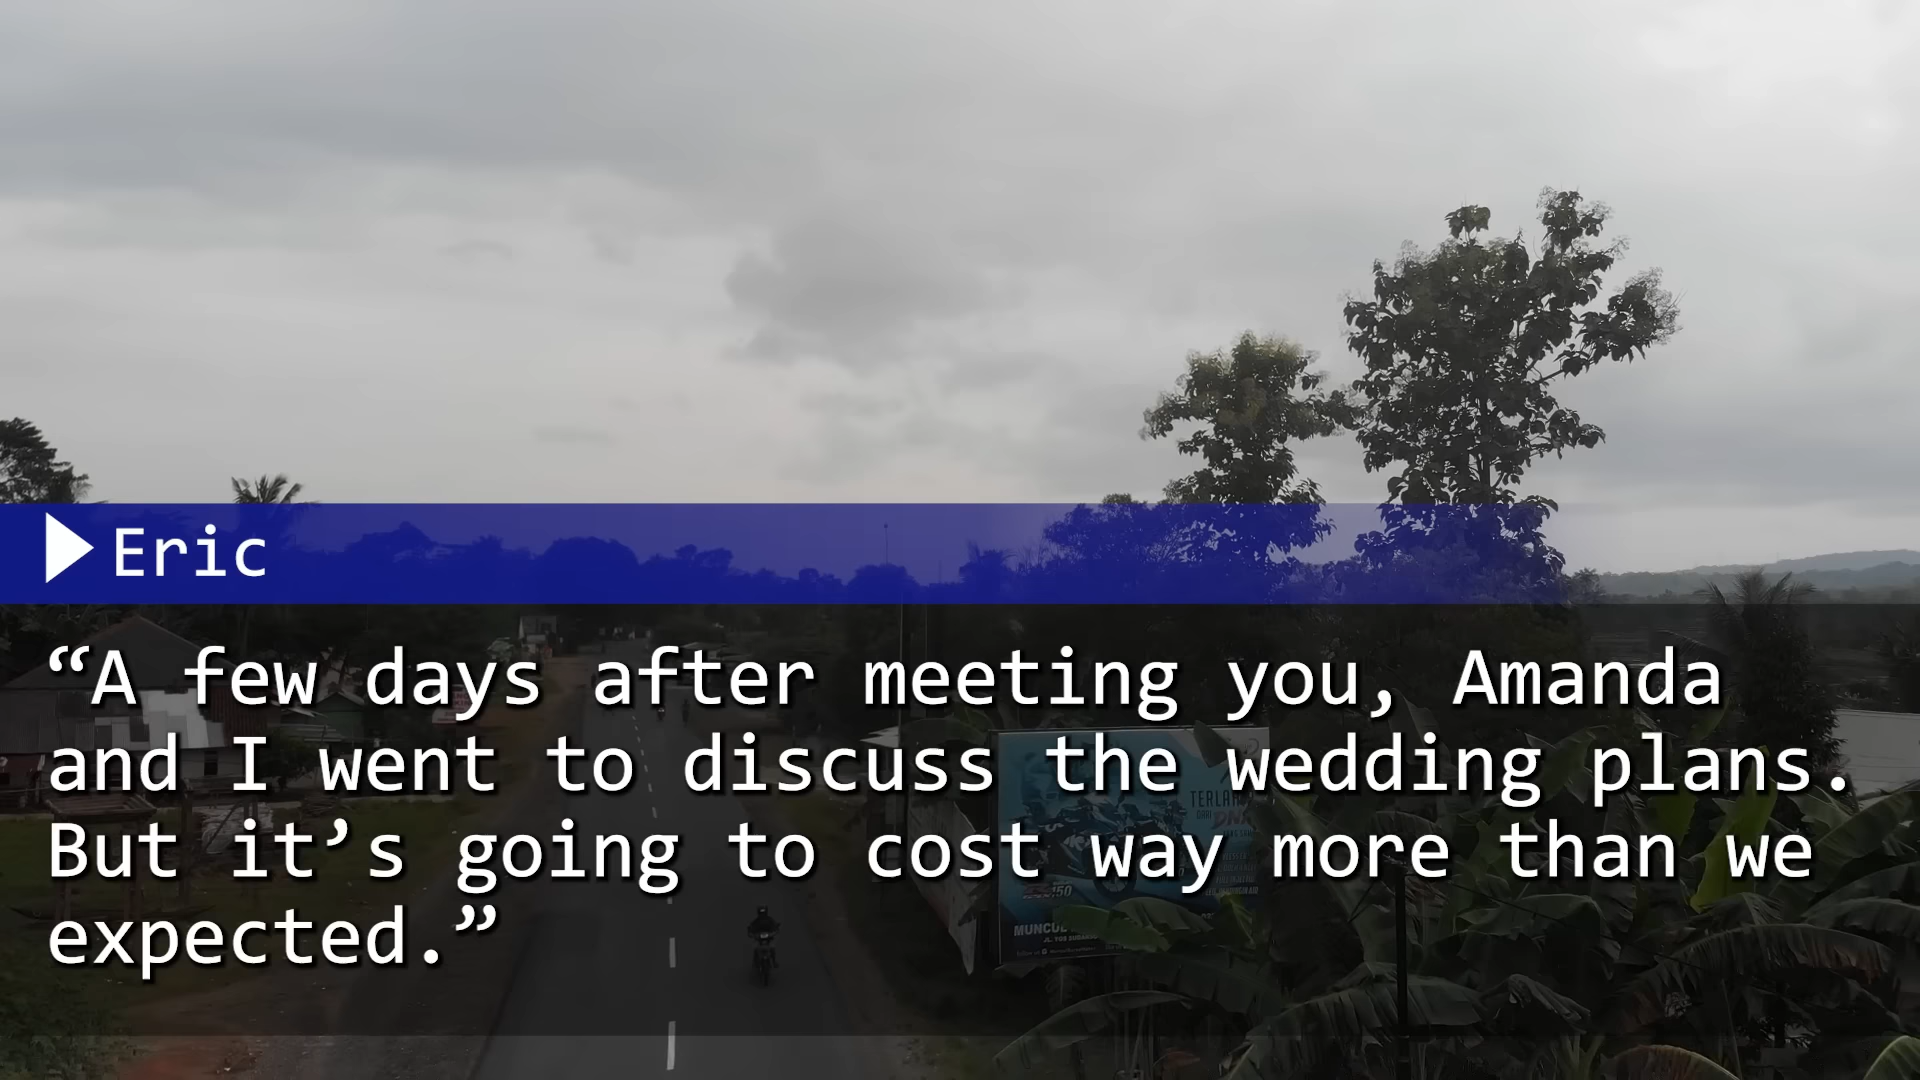 Eric
“A few days after meeting you, Amanda
and I went to discuss the wedding plans.
But it’s going to cost way more than we
expected.”
150